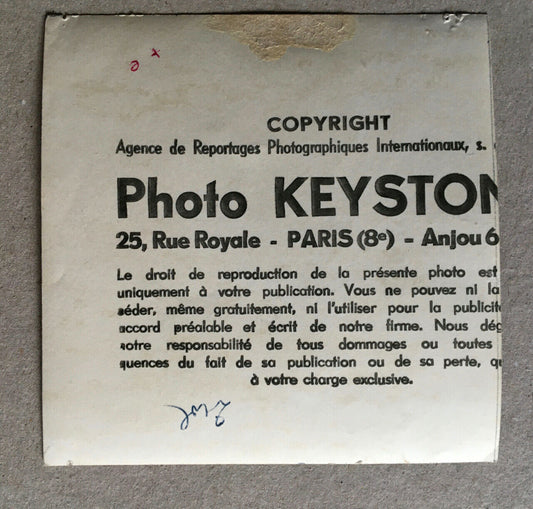 COPYRIGHT
Agence de Reportages Photographiques Internationaux, s.
Photo KEYSTON
25, Rue Royale - PARIS (8e) - Anjou 6
Le droit de reproduction de la présente photo est
uniquement à votre publication. Vous ne pouvez ni la
céder, même gratuitement, ni l'utiliser pour la publicit
accord préalable et écrit de notre firme. Nous dég
notre responsabilité de tous dommages ou toutes
quences du fait de sa publication ou de sa perte, qu
à votre charge exclusive.